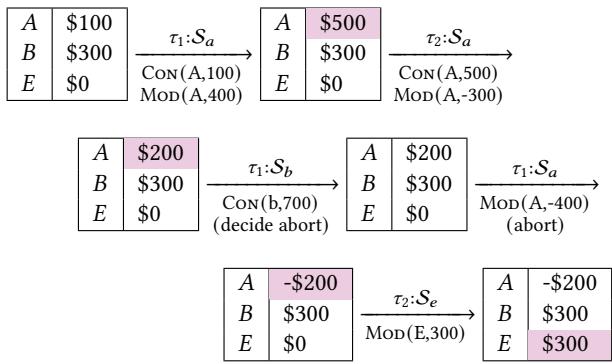 A $100
B $300
E $0
τ₁:𝒮ₐ
CON(A,100)
MOD(A,400)
A $500
B $300
E $0
τ₂:𝒮ₐ
CON(A,500)
MOD(A,-300)
A $200
B $300
E $0
τ₁:𝒮_b
CON(b,700)
(decide abort)
A $200
B $300
E $0
τ₁:𝒮ₐ
MOD(A,-400)
(abort)
A -$200
B $300
E $0
τ₂:𝒮ₑ
MOD(E,300)
A -$200
B $300
E $300